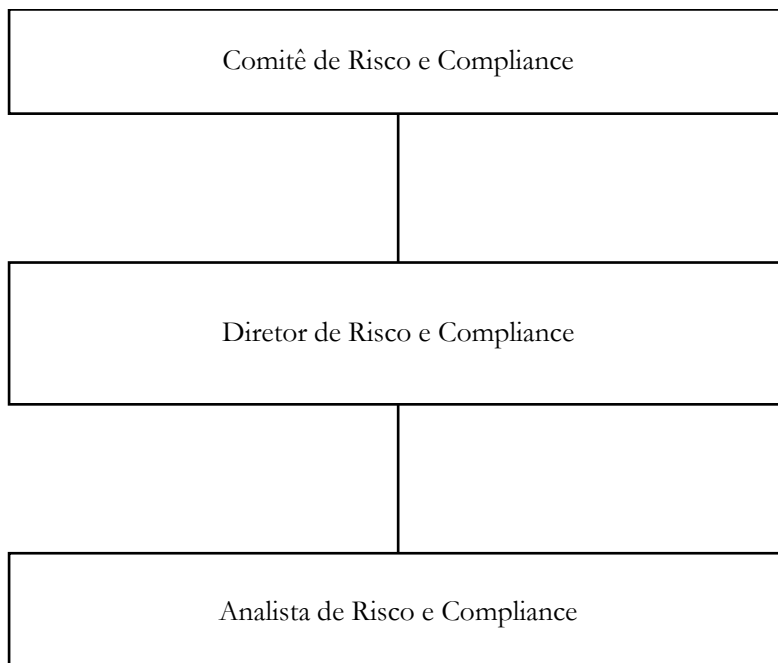 Comitê de Risco e Compliance
Diretor de Risco e Compliance
Analista de Risco e Compliance